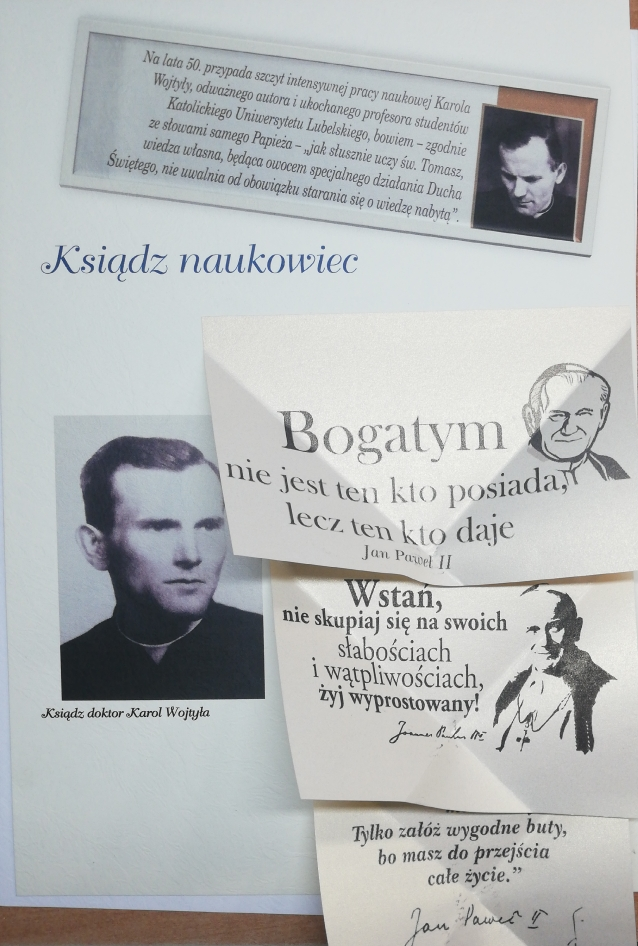 Na lata 50. przypada szczyt intensywnej pracy naukowej Karola
Wojtyły, odważnego autora i ukochanego profesora studentów
Katolickiego Uniwersytetu Lubelskiego, bowiem – zgodnie
ze słowami samego Papieża – „jak słusznie uczy św. Tomasz,
wiedza własna, będąca owocem specjalnego działania Ducha
Świętego, nie uwalnia od obowiązku starania się o wiedzę nabytą”.
Ksiądz naukowiec
Ksiądz doktor Karol Wojtyła
Bogatym
nie jest ten kto posiada,
lecz ten kto daje
Jan Paweł II
Wstań,
nie skupiaj się na swoich
słabościach
i wątpliwościach,
żyj wyprostowany!
Tylko załóż wygodne buty,
bo masz do przejścia
całe życie.”
Jan Paweł II